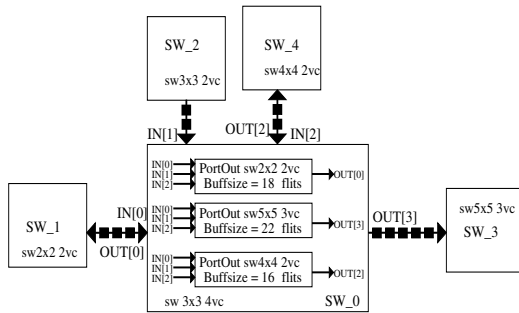 SW_2
sw3x3 2vc
SW_4
sw4x4 2vc
IN[1]
OUT[2]
IN[2]
IN[0]
IN[1]
IN[2]
PortOut sw2x2 2vc
Buffsize = 18 flits
OUT[0]
SW_1
sw2x2 2vc
IN[0]
OUT[0]
IN[0]
IN[1]
IN[2]
PortOut sw5x5 3vc
Buffsize = 22 flits
OUT[3]
OUT[3]
sw5x5 3vc
SW_3
IN[0]
IN[1]
IN[2]
PortOut sw4x4 2vc
Buffsize = 16 flits
OUT[2]
sw 3x3 4vc
SW_0